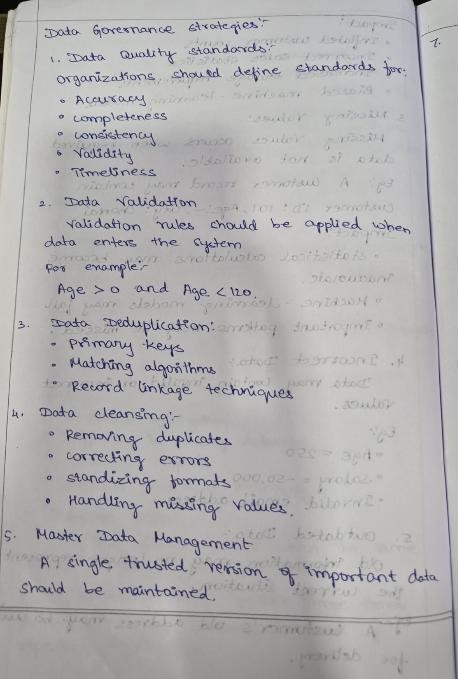 Data Governance Strategies:-
1. Data Quality standards:-
organizations should define standards for:
• Accuracy
• completeness
• consistency
• Validity
• Timeliness
2. Data Validation
Validation rules should be applied when
data enters the system
For enample:-
Age > 0 and Age < 120.
3. Data Deduplication:
• primary keys
• Matching algorithms
• Record linkage techniques
4. Data cleansing:-
• Removing duplicates
• correcting errors
• standizing formats
• Handling missing values.
5. Master Data Management
A single, trusted version of important data
should be maintained.
1.